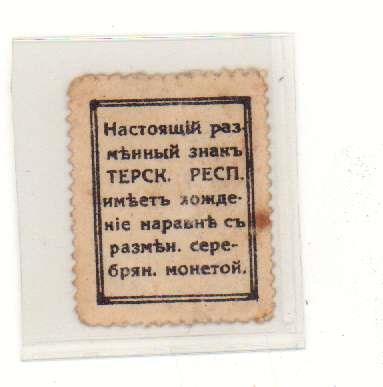 Настоящій раз-
мѣнный знакъ
ТЕРСК. РЕСП.
имѣетъ хожде-
ніе наравнѣ съ
размѣн. сере-
брян. монетой.